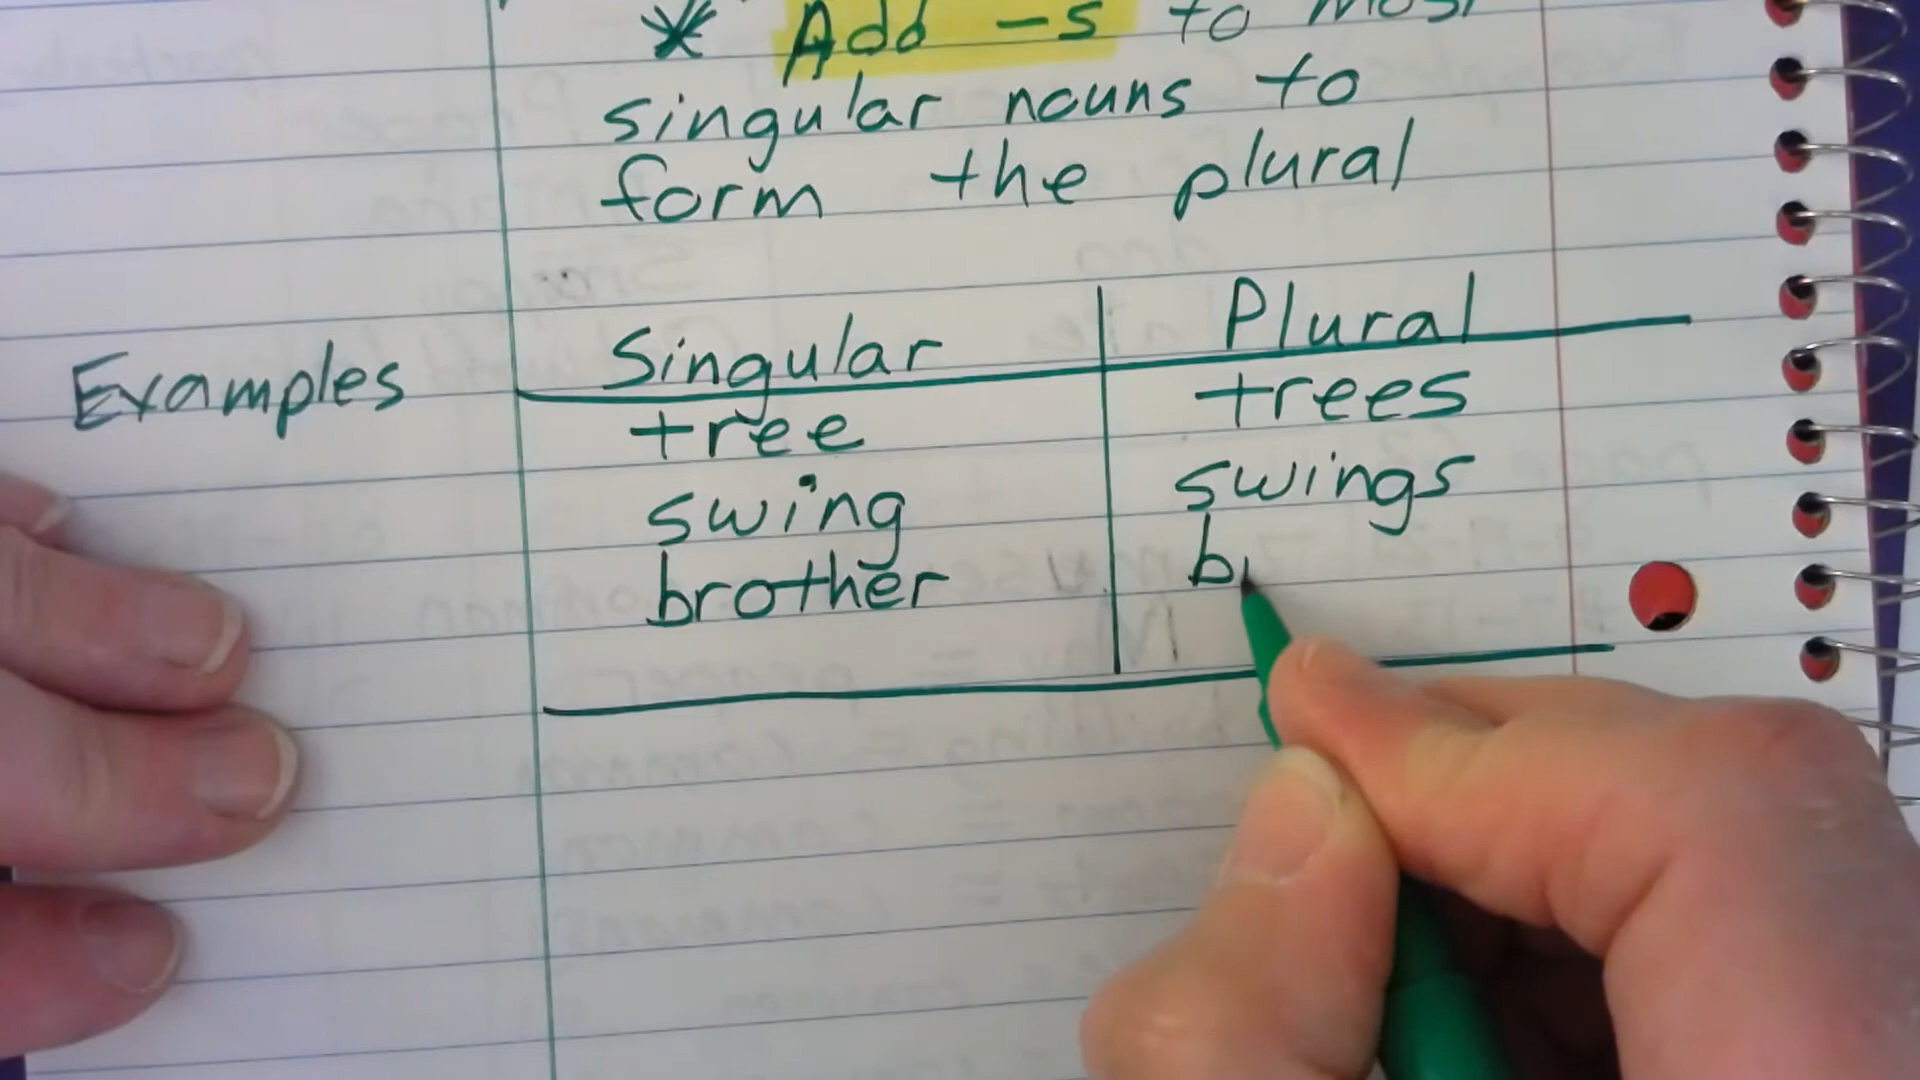 * Add -s to most
singular nouns to
form the plural
Examples Singular Plural
tree trees
swing swings
brother b